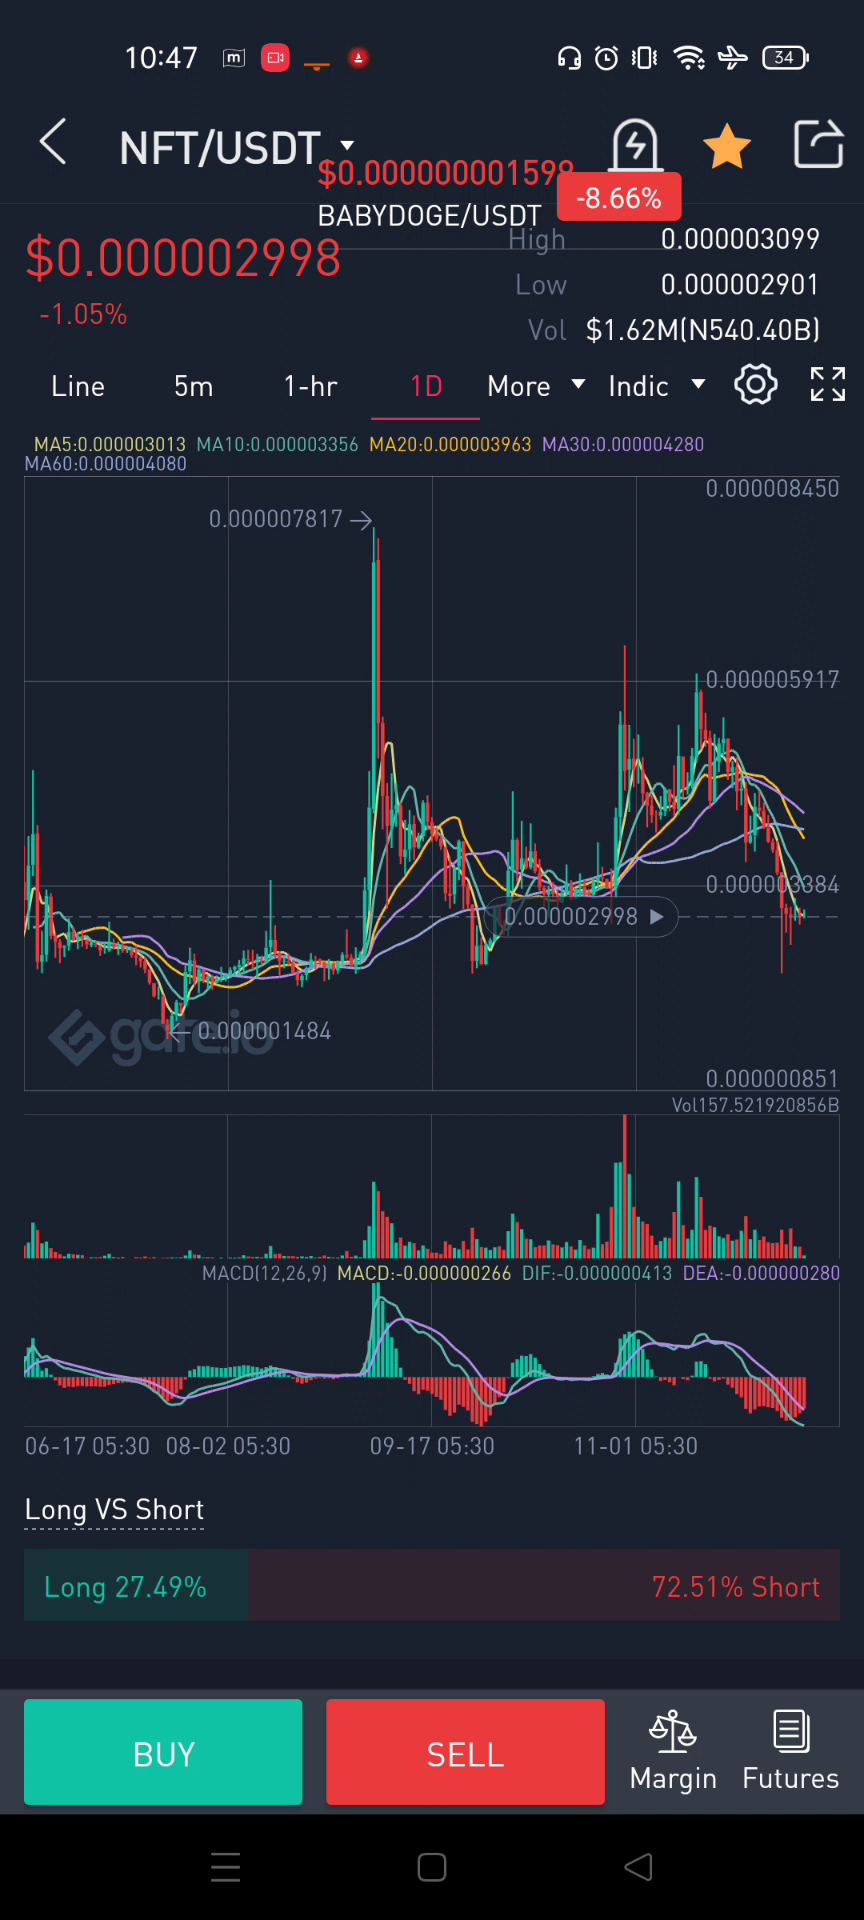 10:47 m 34
NFT/USDT
$0.000000001598
-8.66%
BABYDOGE/USDT
$0.000002998
-1.05%
High 0.000003099
Low 0.000002901
Vol $1.62M(N540.40B)
Line 5m 1-hr 1D More Indic
MA5:0.000003013 MA10:0.000003356 MA20:0.000003963 MA30:0.000004280
MA60:0.000004080
0.000008450
0.000007817
0.000005917
0.000003384
0.000002998
gate.io
0.000001484
0.000000851
Vol157.521920856B
MACD(12,26,9) MACD:-0.000000266 DIF:-0.000000413 DEA:-0.000000280
06-17 05:30 08-02 05:30 09-17 05:30 11-01 05:30
Long VS Short
Long 27.49% 72.51% Short
BUY SELL Margin Futures